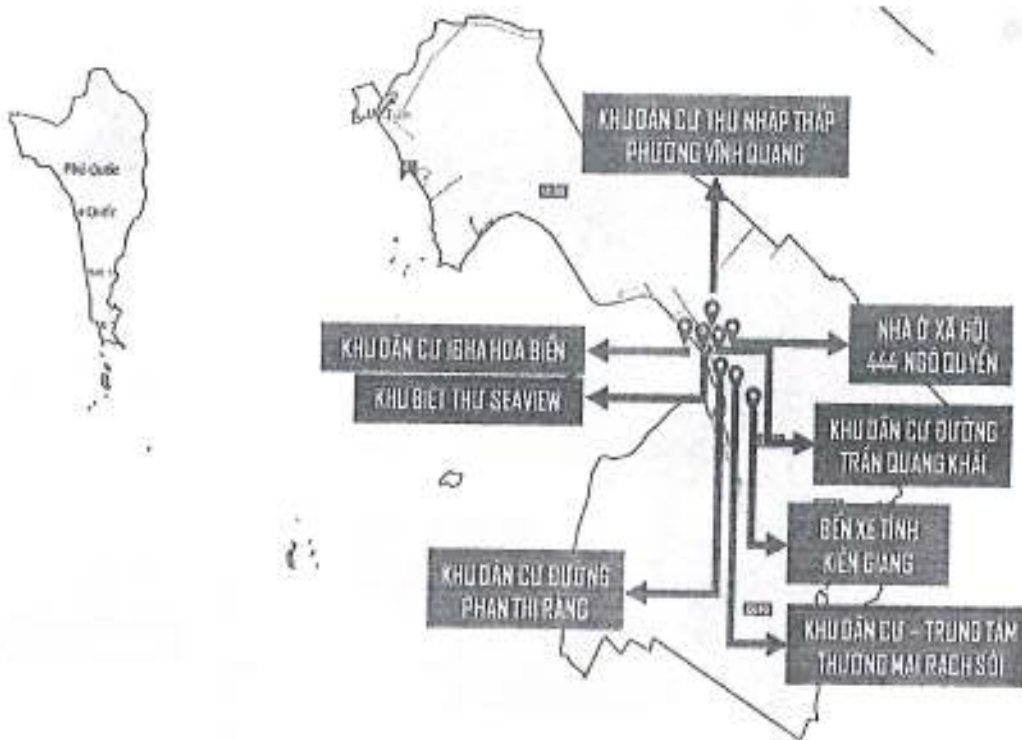 KHU DÂN CƯ THU NHẬP THẤP
PHƯỜNG VĨNH QUANG
Phú Quốc
KHU DÂN CƯ 16HA HOA BIỂN
KHU BIỆT THỰ SEAVIEW
NHÀ Ở XÃ HỘI
444 NGÔ QUYỀN
KHU DÂN CƯ ĐƯỜNG
TRẦN QUANG KHẢI
BẾN XE TỈNH
KIÊN GIANG
KHU DÂN CƯ ĐƯỜNG
PHAN THỊ RÀNG
KHU DÂN CƯ – TRUNG TÂM
THƯƠNG MẠI RẠCH SỎI